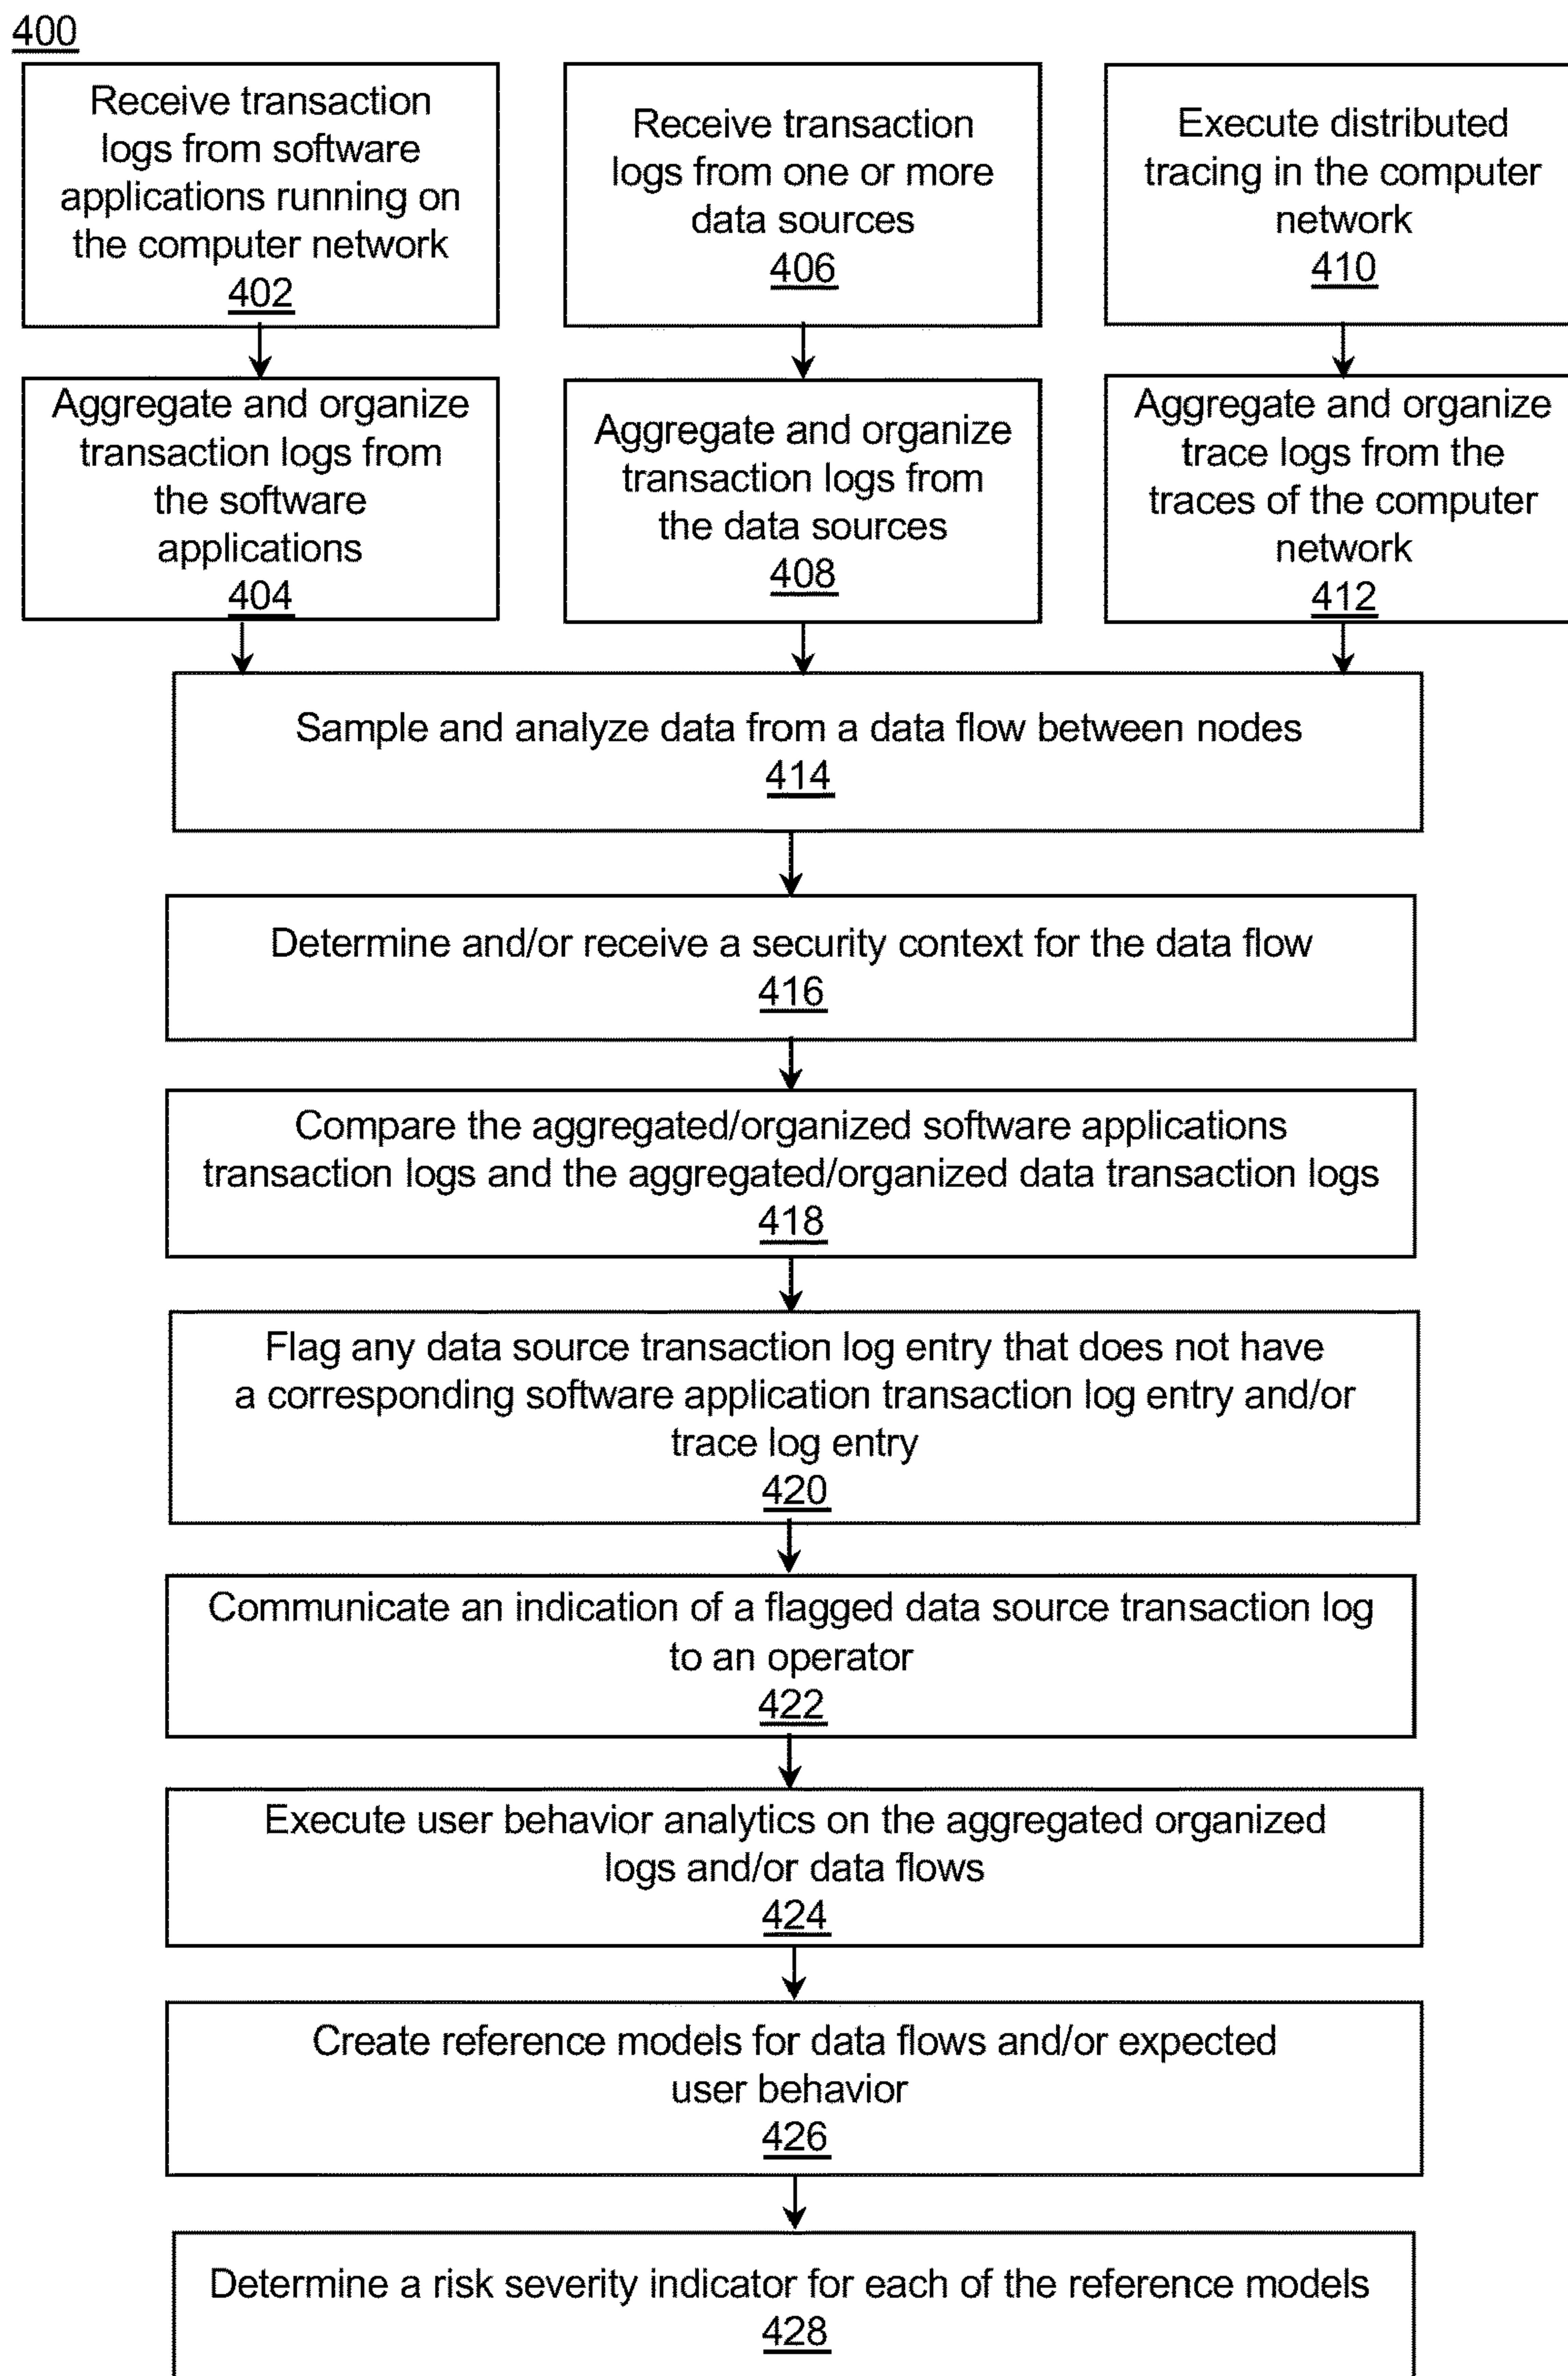 400
Receive transaction
logs from software
applications running on
the computer network
402
Receive transaction
logs from one or more
data sources
406
Execute distributed
tracing in the computer
network
410
Aggregate and organize
transaction logs from
the software
applications
404
Aggregate and organize
transaction logs from
the data sources
408
Aggregate and organize
trace logs from the
traces of the computer
network
412
Sample and analyze data from a data flow between nodes
414
Determine and/or receive a security context for the data flow
416
Compare the aggregated/organized software applications
transaction logs and the aggregated/organized data transaction logs
418
Flag any data source transaction log entry that does not have
a corresponding software application transaction log entry and/or
trace log entry
420
Communicate an indication of a flagged data source transaction log
to an operator
422
Execute user behavior analytics on the aggregated organized
logs and/or data flows
424
Create reference models for data flows and/or expected
user behavior
426
Determine a risk severity indicator for each of the reference models
428